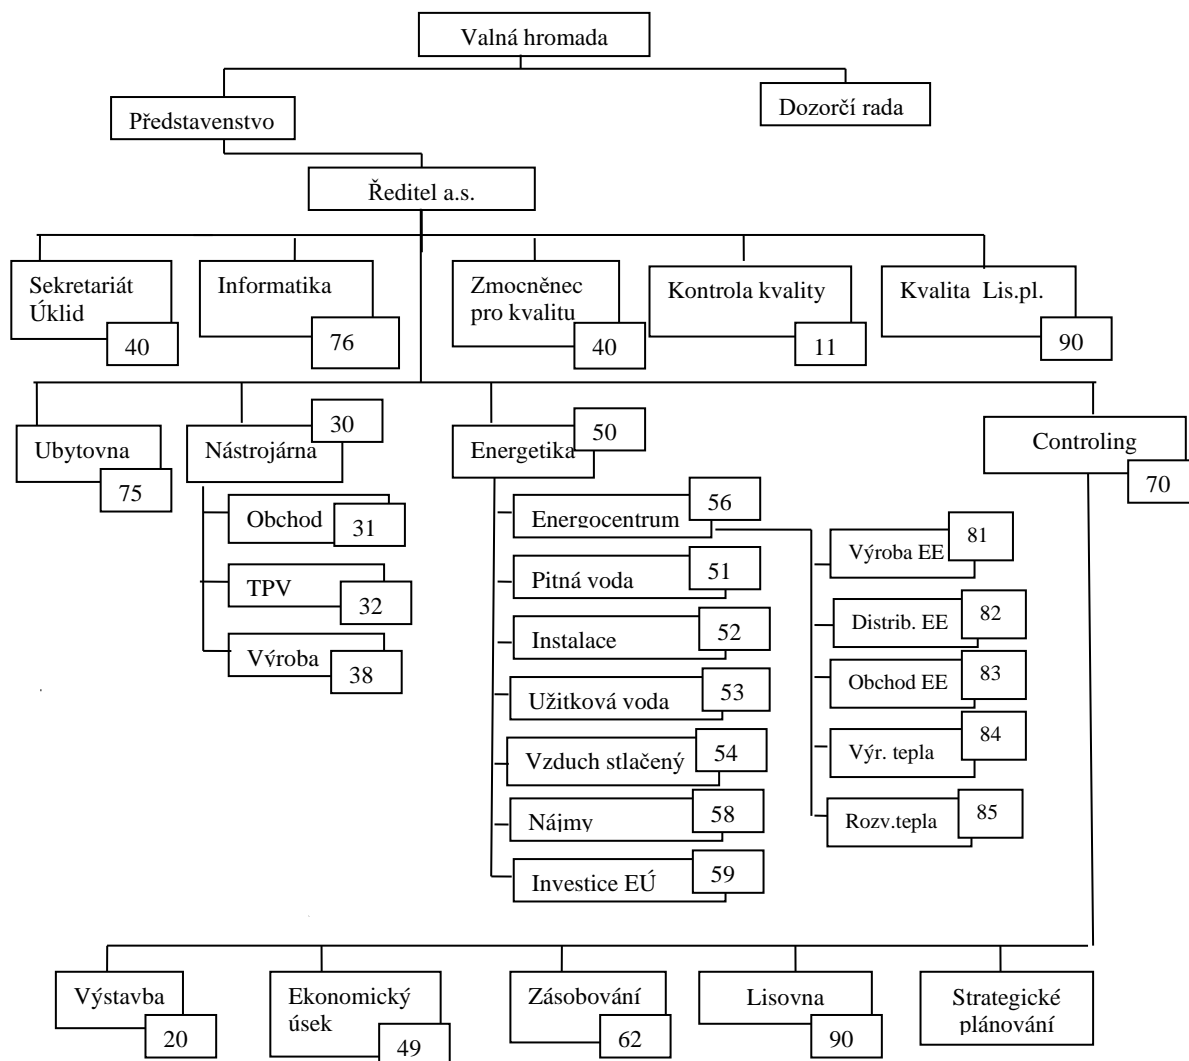 Valná hromada
Představenstvo
Dozorčí rada
Ředitel a.s.
Sekretariát
Úklid
40
Informatika
76
Zmocněnec
pro kvalitu
40
Kontrola kvality
11
Kvalita Lis.pl.
90
Ubytovna
75
Nástrojárna
30
Energetika
50
Controling
70
Obchod
31
TPV
32
Výroba
38
Energocentrum
56
Pitná voda
51
Instalace
52
Užitková voda
53
Vzduch stlačený
54
Nájmy
58
Investice EÚ
59
Výroba EE
81
Distrib. EE
82
Obchod EE
83
Výr. tepla
84
Rozv.tepla
85
Výstavba
20
Ekonomický
úsek
49
Zásobování
62
Lisovna
90
Strategické
plánování